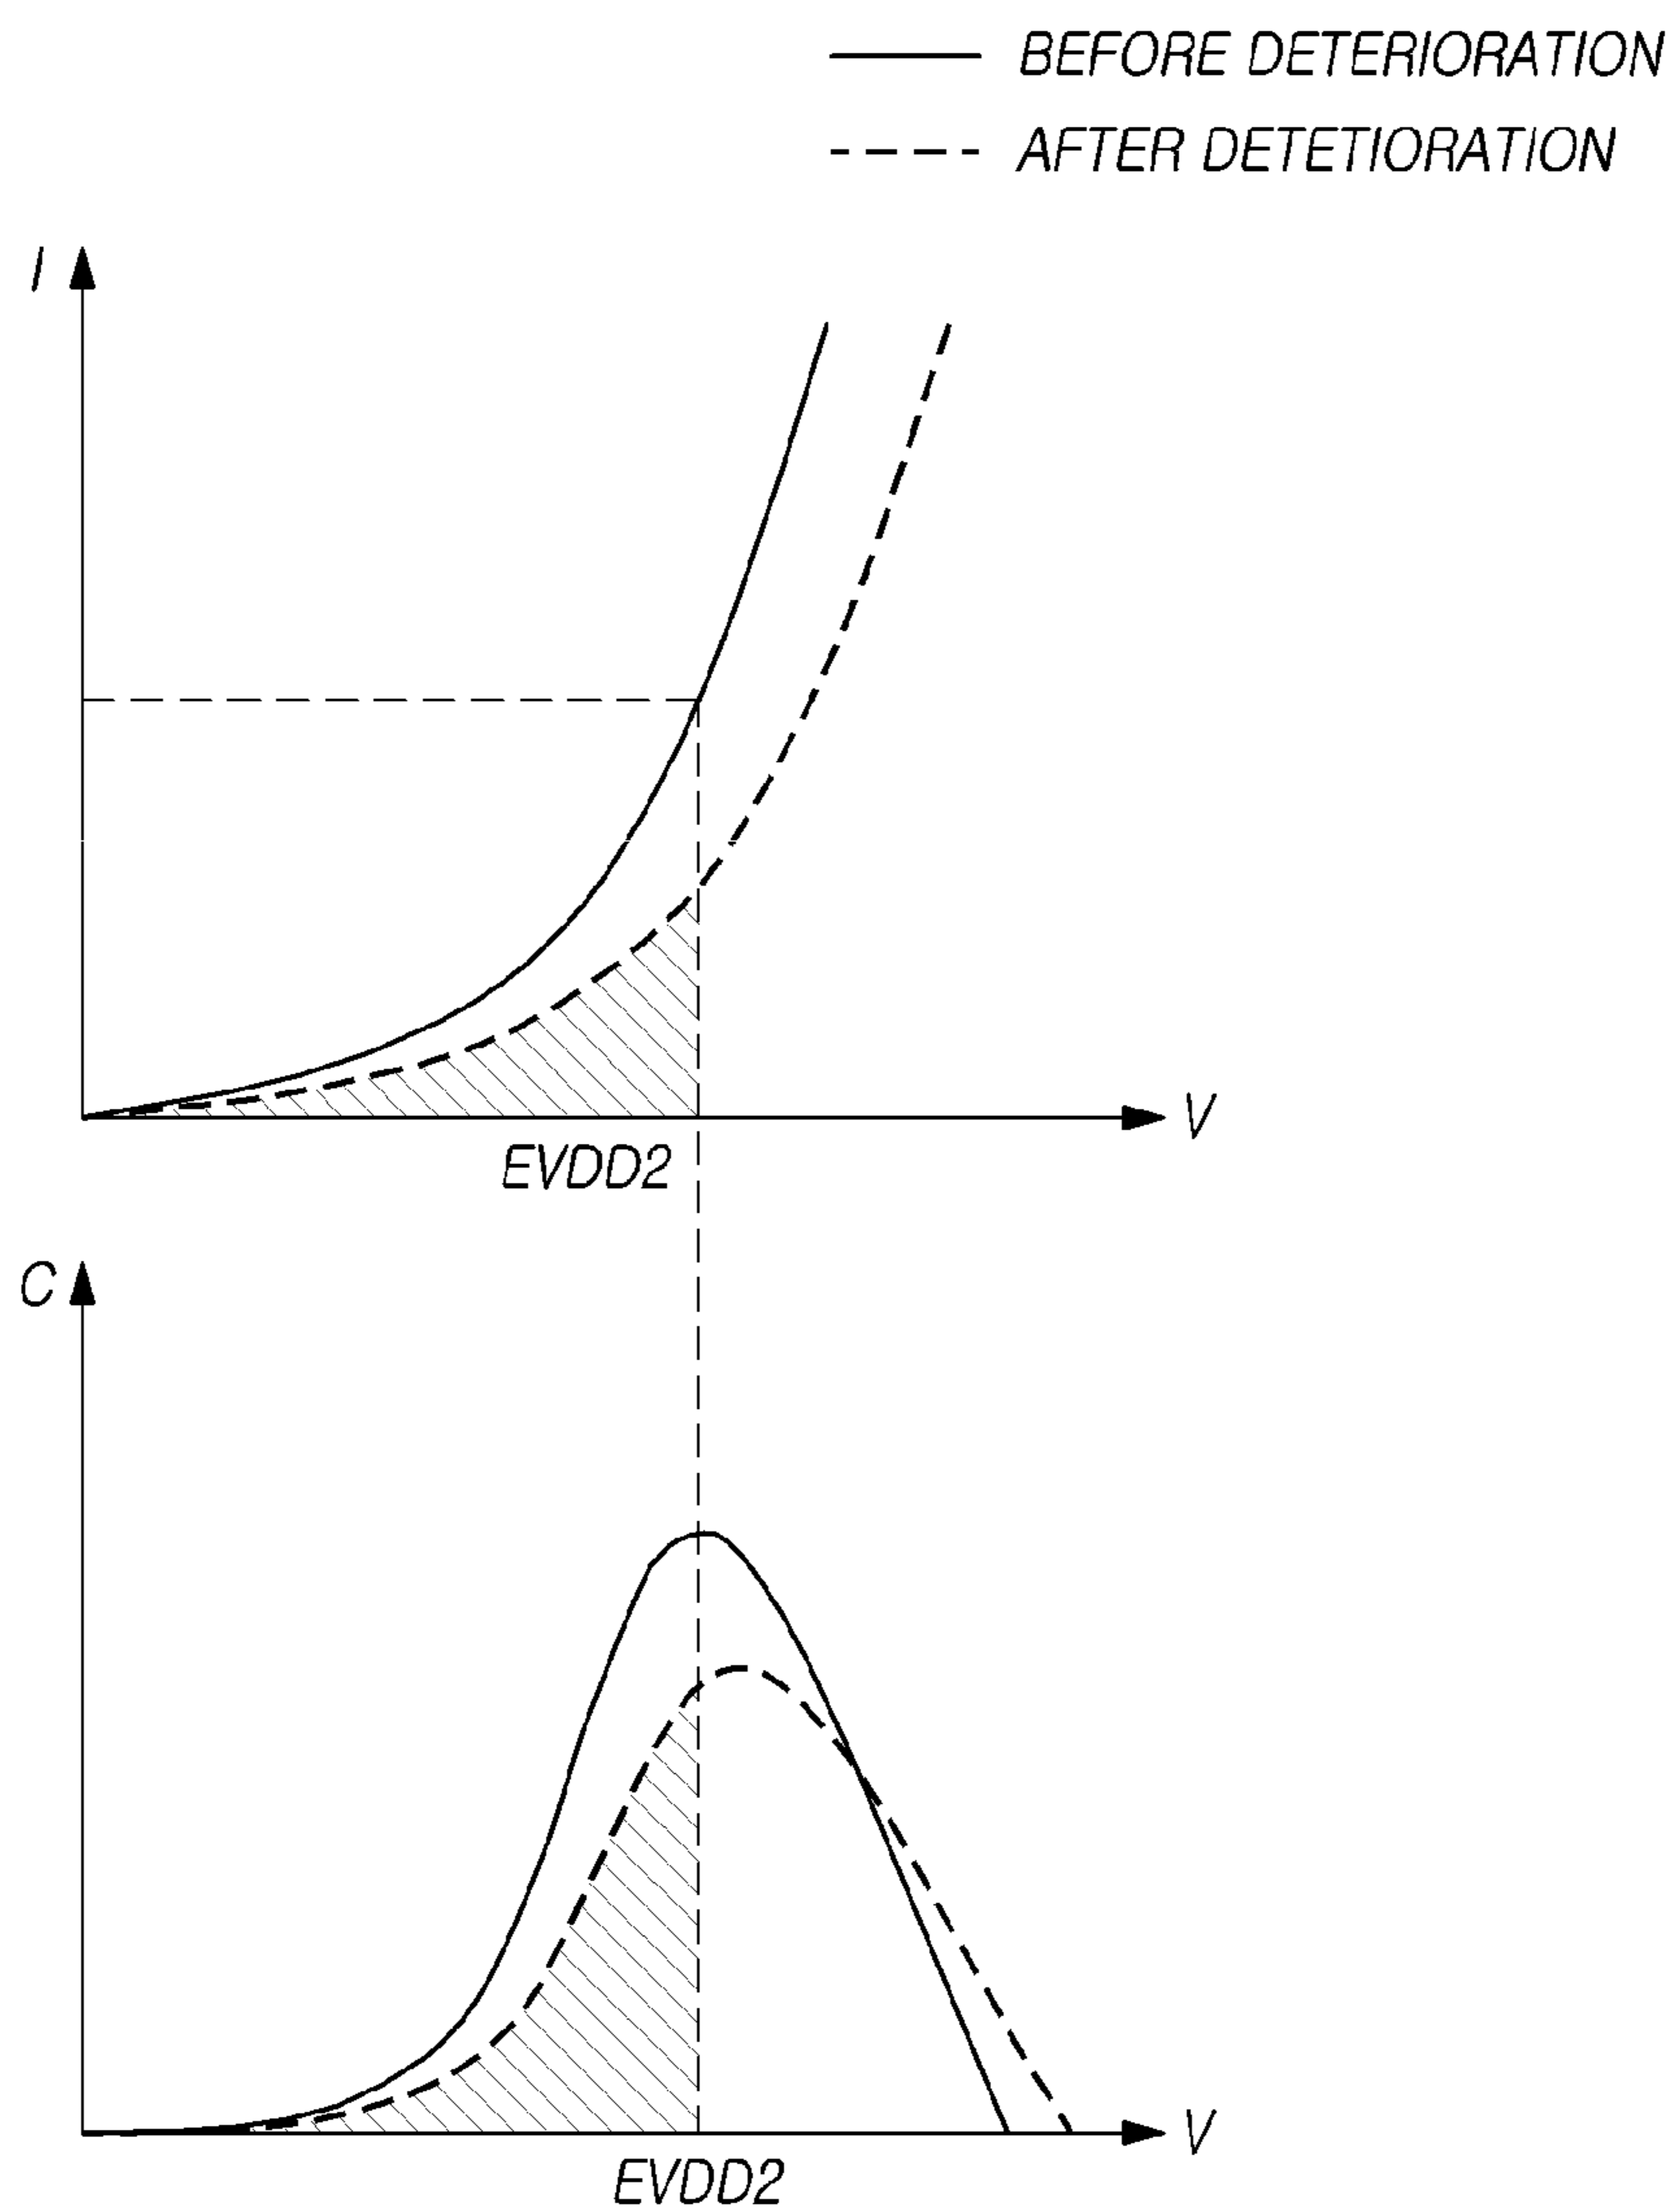 BEFORE DETERIORATION
AFTER DETETIORATION
I
V
EVDD2
C
V
EVDD2